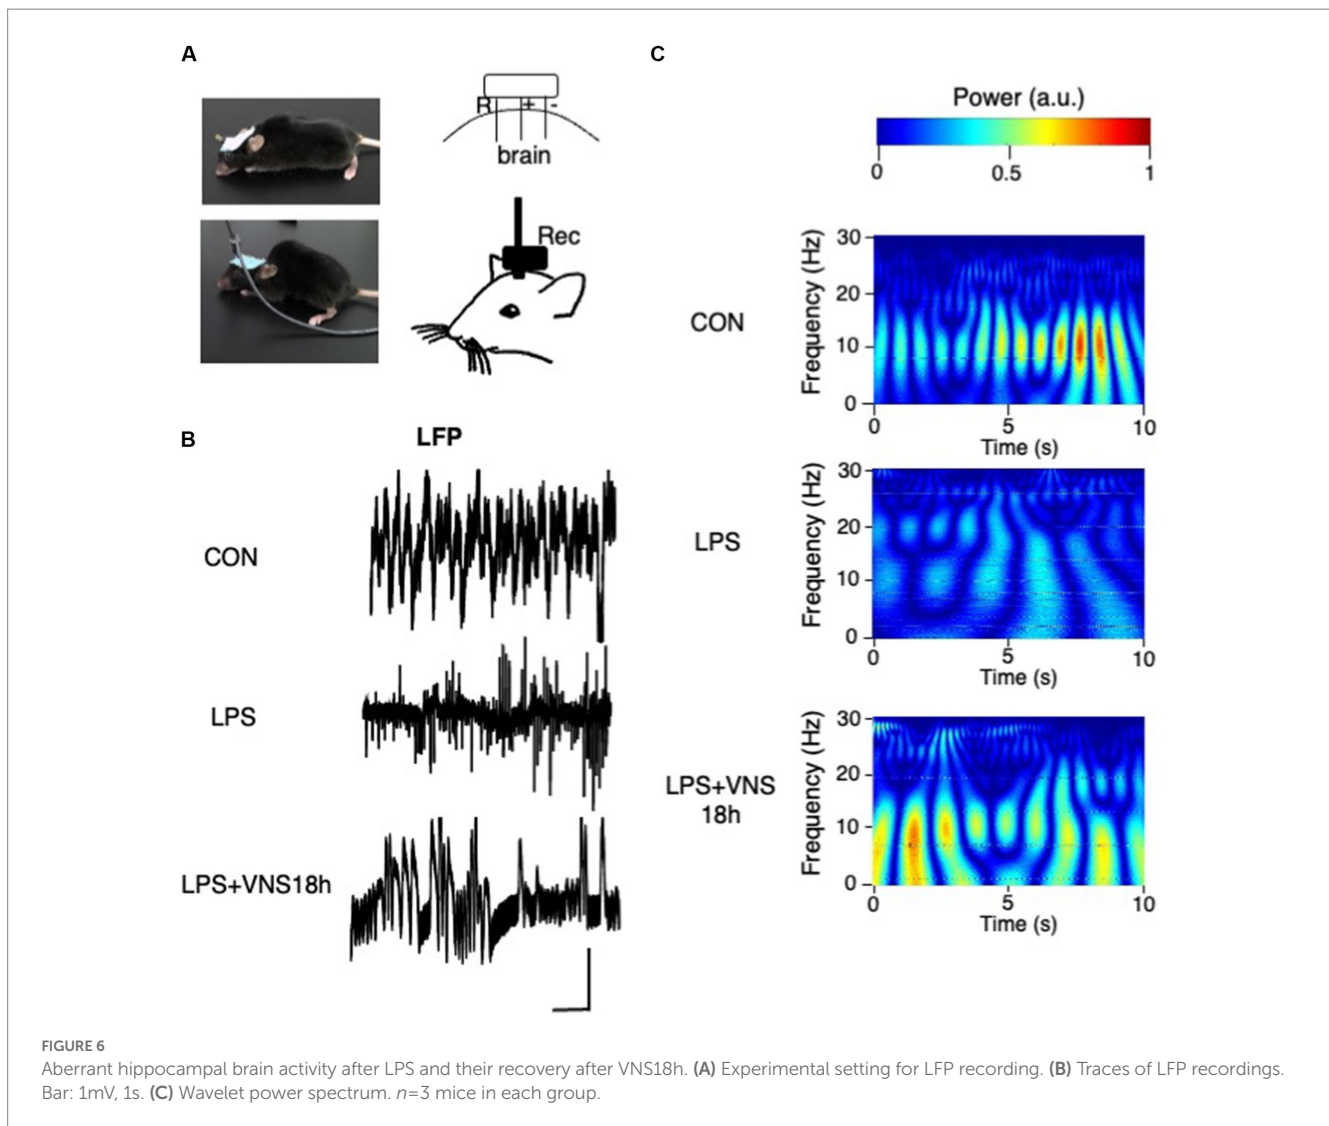 A
R + -
brain
Rec
B
LFP
CON
LPS
LPS+VNS18h
C
Power (a.u.)
0 0.5 1
CON
Frequency (Hz)
30
20
10
0
0 5 10
Time (s)
LPS
Frequency (Hz)
30
20
10
0
0 5 10
Time (s)
LPS+VNS
18h
Frequency (Hz)
30
20
10
0
0 5 10
Time (s)
FIGURE 6
Aberrant hippocampal brain activity after LPS and their recovery after VNS18h. (A) Experimental setting for LFP recording. (B) Traces of LFP recordings.
Bar: 1mV, 1s. (C) Wavelet power spectrum. n=3 mice in each group.